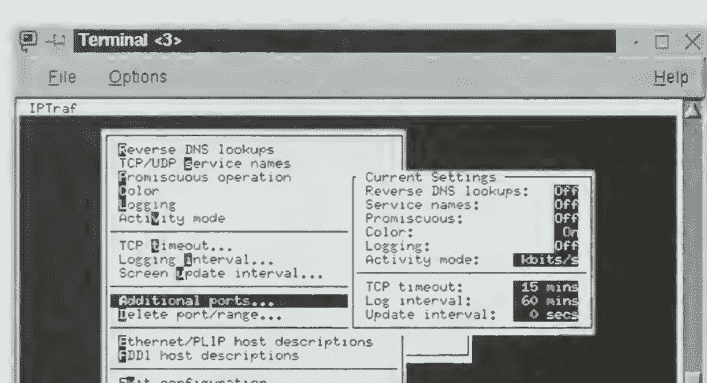 Terminal <3>
File Options Help
IPTraf
Reverse DNS lookups
TCP/UDP Service names
Promiscuous operation
Color
Logging
Activity mode
TCP timeout...
Logging interval...
Screen Update interval...
Additional ports...
Delete port/range...
Ethernet/PLIP host descriptions
FDDI host descriptions
Exit configuration
Current Settings
Reverse DNS lookups: Off
Service names: Off
Promiscuous: Off
Color: On
Logging: Off
Activity mode: kbits/s
TCP timeout: 15 mins
Log interval: 60 mins
Update interval: 0 secs